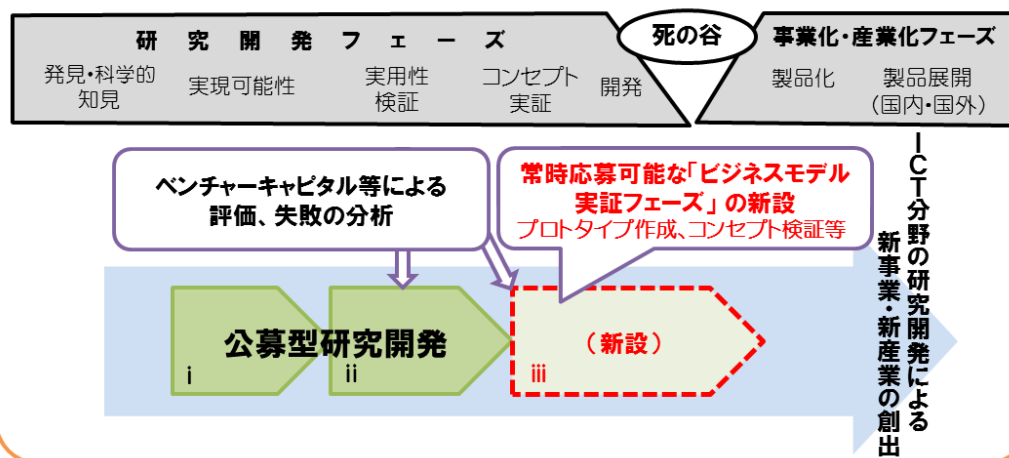 研究開発フェーズ
死の谷
事業化・産業化フェーズ
発見・科学的
知見
実現可能性
実用性
検証
コンセプト
実証
開発
製品化
製品展開
(国内・国外)
ベンチャーキャピタル等による
評価、失敗の分析
常時応募可能な「ビジネスモデル
実証フェーズ」の新設
プロトタイプ作成、コンセプト検証等
公募型研究開発
i
ii
(新設)
iii
ICT分野の研究開発による
新事業・新産業の創出